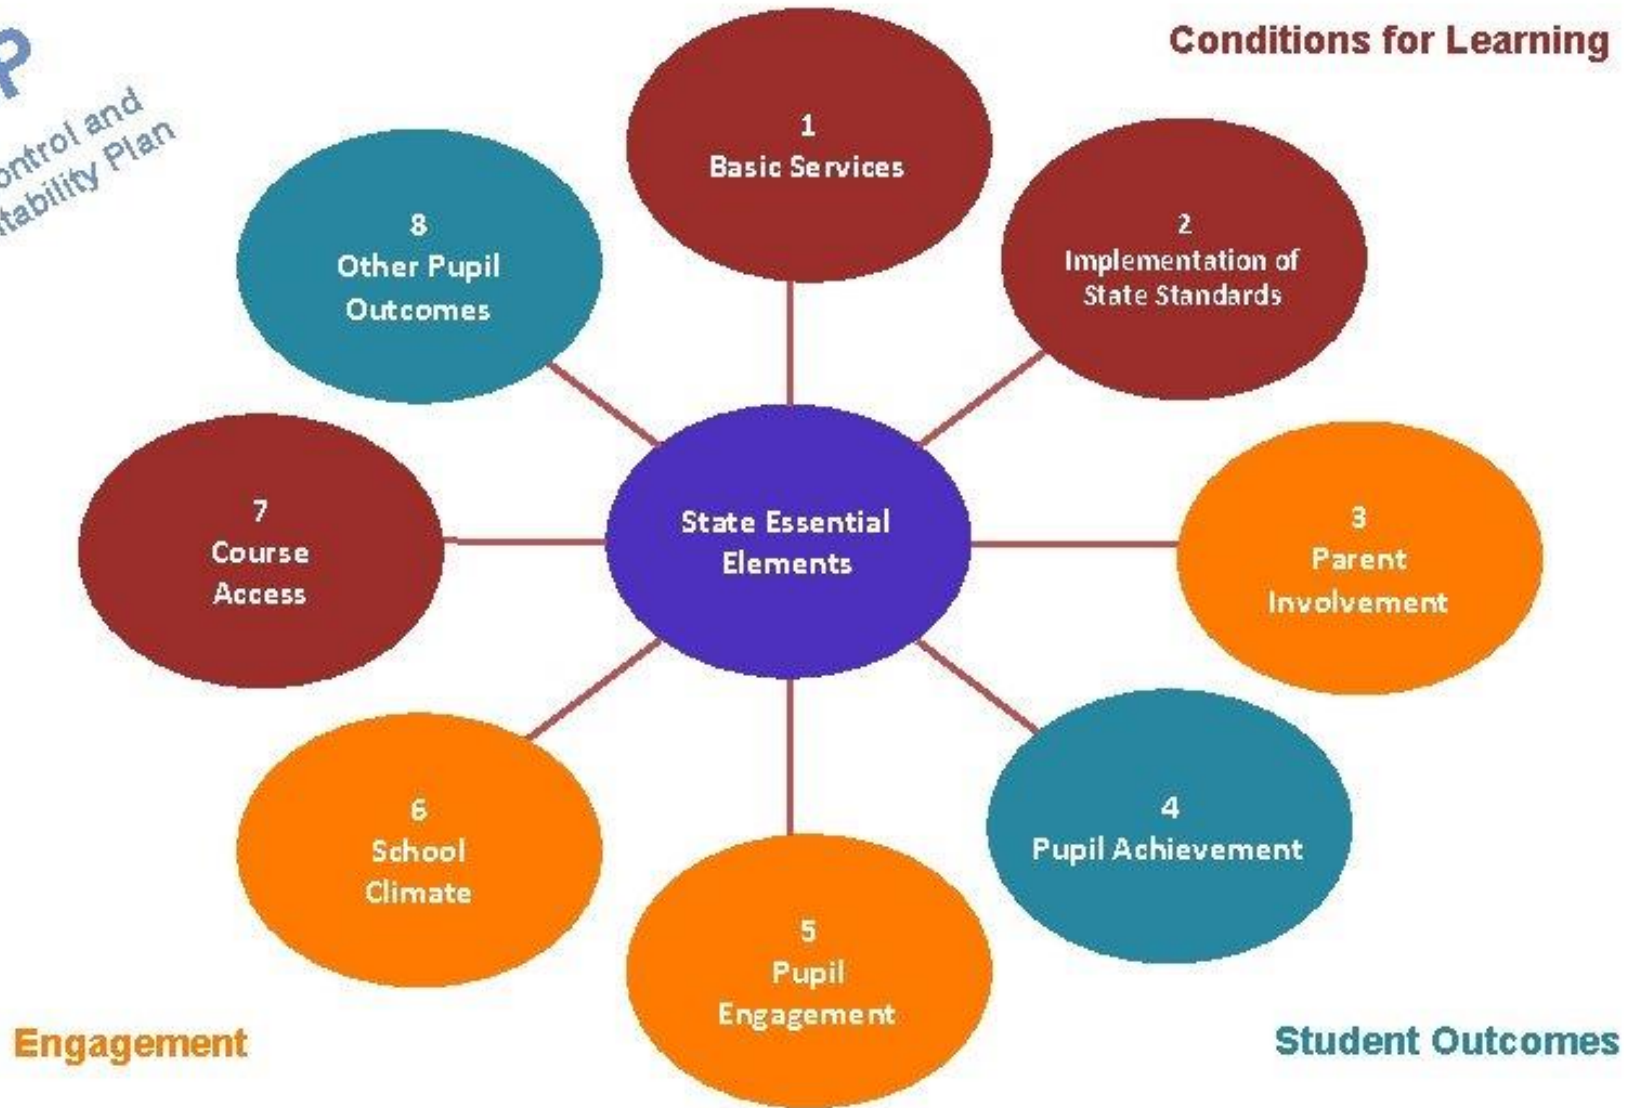 P
Control and
Plan
Conditions for Learning
1
Basic Services
2
Implementation of
State Standards
3
Parent
Involvement
4
Pupil Achievement
5
Pupil
Engagement
6
School
Climate
7
Course
Access
8
Other Pupil
Outcomes
State Essential
Elements
Engagement
Student Outcomes